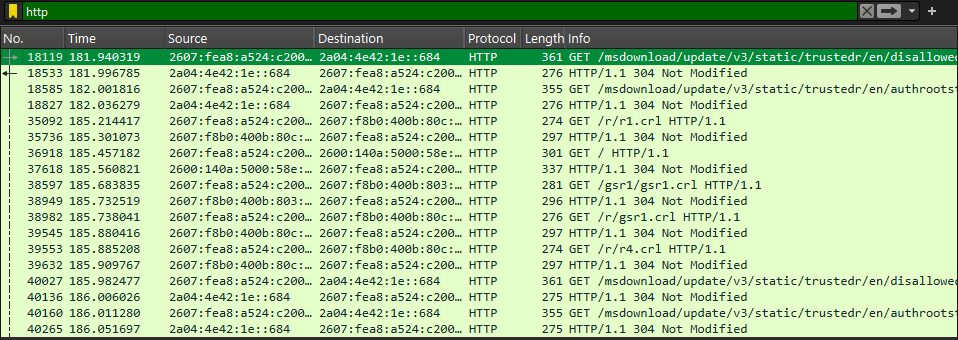 http
No. Time Source Destination Protocol Length Info
18119 181.940319 2607:fea8:a524:c200… 2a04:4e42:1e::684 HTTP 361 GET /msdownload/update/v3/static/trustedr/en/disallowed
18533 181.996785 2a04:4e42:1e::684 2607:fea8:a524:c200… HTTP 276 HTTP/1.1 304 Not Modified
18585 182.001816 2607:fea8:a524:c200… 2a04:4e42:1e::684 HTTP 355 GET /msdownload/update/v3/static/trustedr/en/authrootst
18827 182.036279 2a04:4e42:1e::684 2607:fea8:a524:c200… HTTP 276 HTTP/1.1 304 Not Modified
35092 185.214417 2607:fea8:a524:c200… 2607:f8b0:400b:80c:… HTTP 274 GET /r/r1.crl HTTP/1.1
35736 185.301073 2607:f8b0:400b:80c:… 2607:fea8:a524:c200… HTTP 297 HTTP/1.1 304 Not Modified
36918 185.457182 2607:fea8:a524:c200… 2600:140a:5000:58e:… HTTP 301 GET / HTTP/1.1
37618 185.560821 2600:140a:5000:58e:… 2607:fea8:a524:c200… HTTP 337 HTTP/1.1 304 Not Modified
38597 185.683835 2607:fea8:a524:c200… 2607:f8b0:400b:803:… HTTP 281 GET /gsr1/gsr1.crl HTTP/1.1
38949 185.732519 2607:f8b0:400b:803:… 2607:fea8:a524:c200… HTTP 296 HTTP/1.1 304 Not Modified
38982 185.738041 2607:fea8:a524:c200… 2607:f8b0:400b:80c:… HTTP 276 GET /r/gsr1.crl HTTP/1.1
39545 185.880416 2607:f8b0:400b:80c:… 2607:fea8:a524:c200… HTTP 297 HTTP/1.1 304 Not Modified
39553 185.885208 2607:fea8:a524:c200… 2607:f8b0:400b:80c:… HTTP 274 GET /r/r4.crl HTTP/1.1
39632 185.909767 2607:f8b0:400b:80c:… 2607:fea8:a524:c200… HTTP 297 HTTP/1.1 304 Not Modified
40027 185.982477 2607:fea8:a524:c200… 2a04:4e42:1e::684 HTTP 361 GET /msdownload/update/v3/static/trustedr/en/disallowed
40136 186.006026 2a04:4e42:1e::684 2607:fea8:a524:c200… HTTP 275 HTTP/1.1 304 Not Modified
40160 186.011280 2607:fea8:a524:c200… 2a04:4e42:1e::684 HTTP 355 GET /msdownload/update/v3/static/trustedr/en/authrootst
40265 186.051697 2a04:4e42:1e::684 2607:fea8:a524:c200… HTTP 275 HTTP/1.1 304 Not Modified